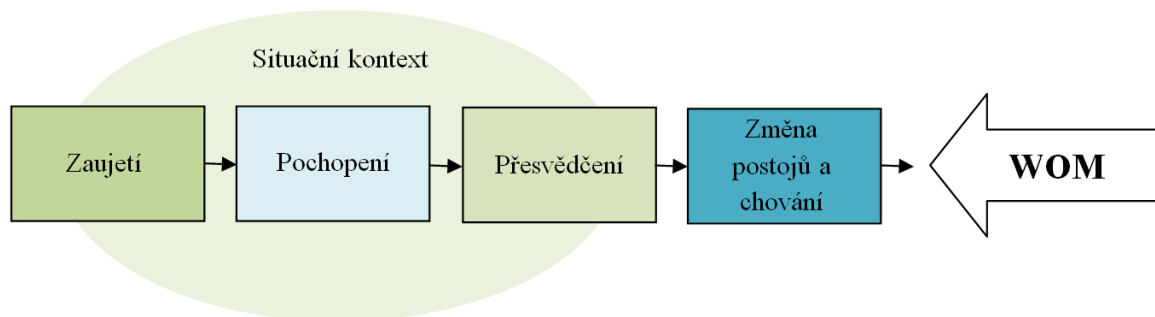 Situační kontext
Zaujetí
Pochopení
Přesvědčení
Změna
postojů a
chování
WOM